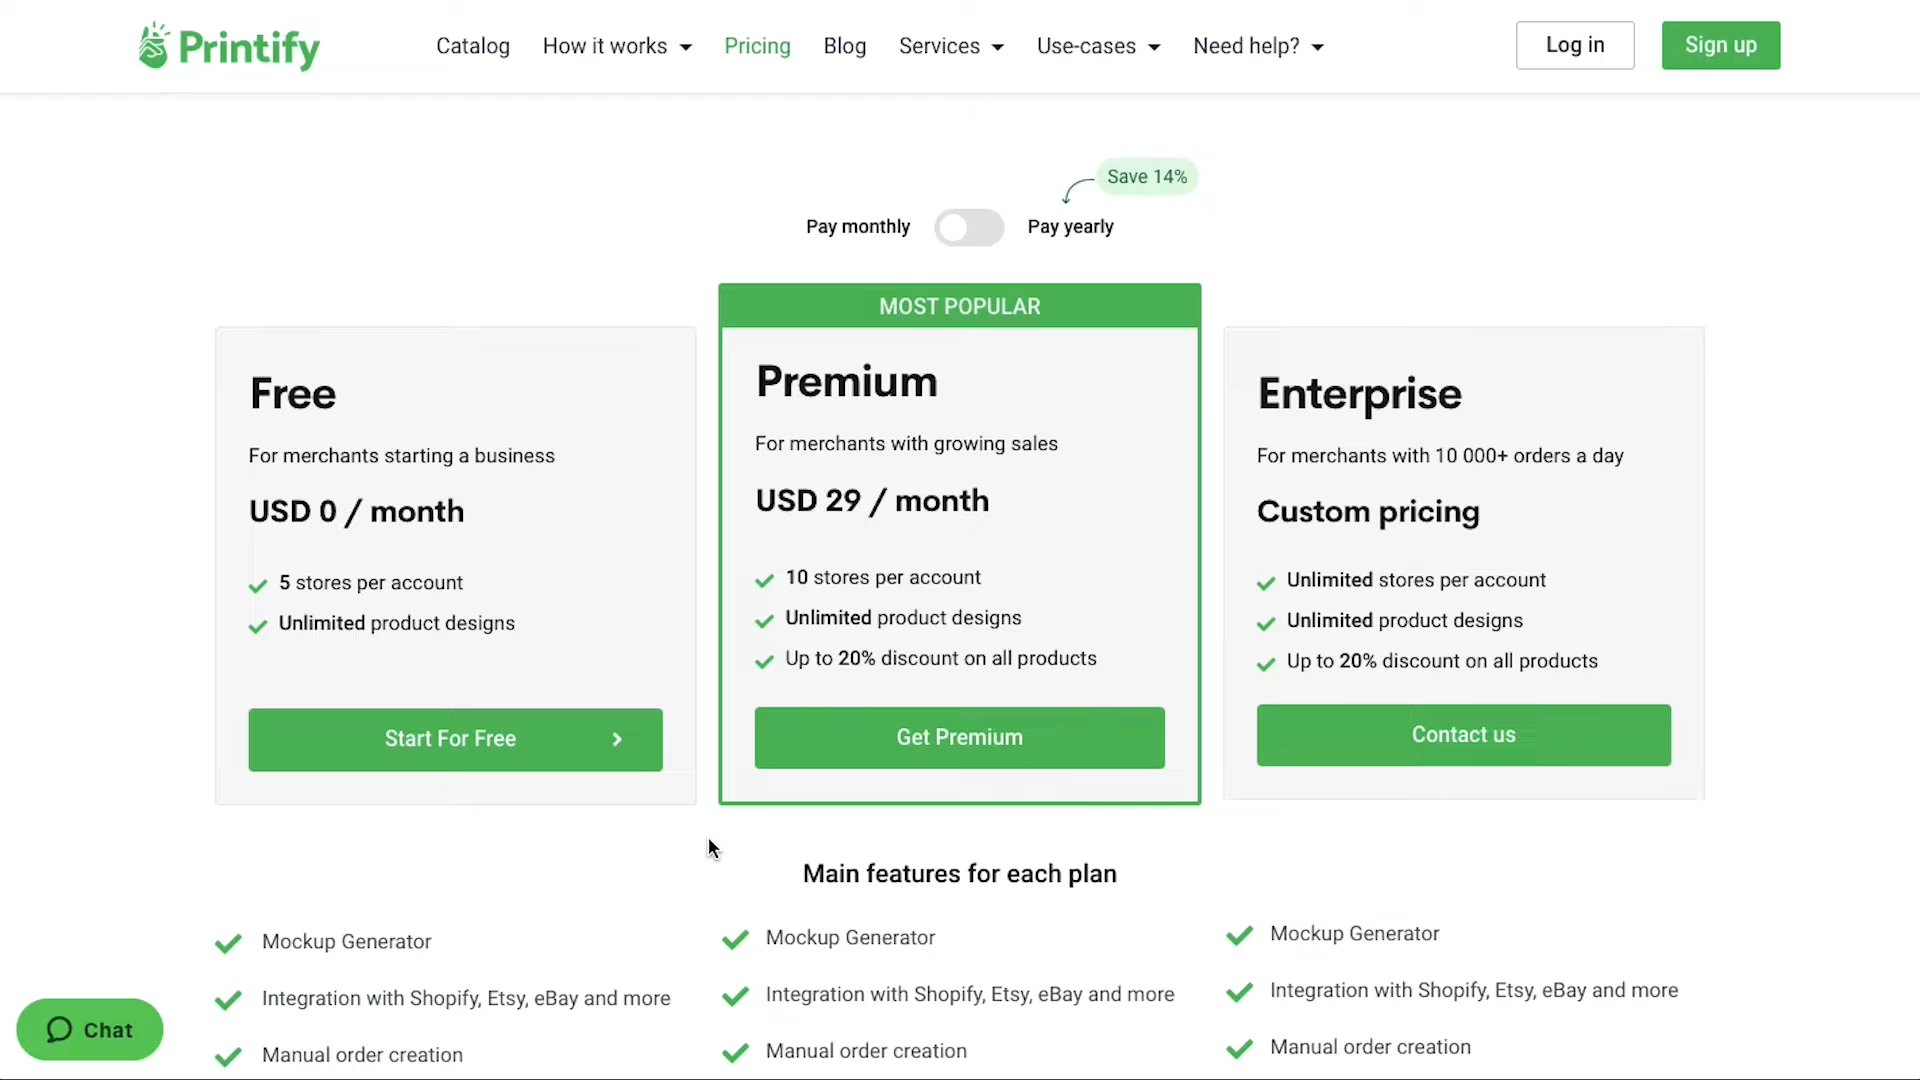 Printify
Catalog How it works Pricing Blog Services Use-cases Need help? Log in Sign up
Save 14%
Pay monthly Pay yearly
MOST POPULAR
Free
For merchants starting a business
USD 0 / month
5 stores per account
Unlimited product designs
Start For Free
Premium
For merchants with growing sales
USD 29 / month
10 stores per account
Unlimited product designs
Up to 20% discount on all products
Get Premium
Enterprise
For merchants with 10 000+ orders a day
Custom pricing
Unlimited stores per account
Unlimited product designs
Up to 20% discount on all products
Contact us
Main features for each plan
Mockup Generator
Integration with Shopify, Etsy, eBay and more
Manual order creation
Mockup Generator
Integration with Shopify, Etsy, eBay and more
Manual order creation
Mockup Generator
Integration with Shopify, Etsy, eBay and more
Manual order creation
Chat